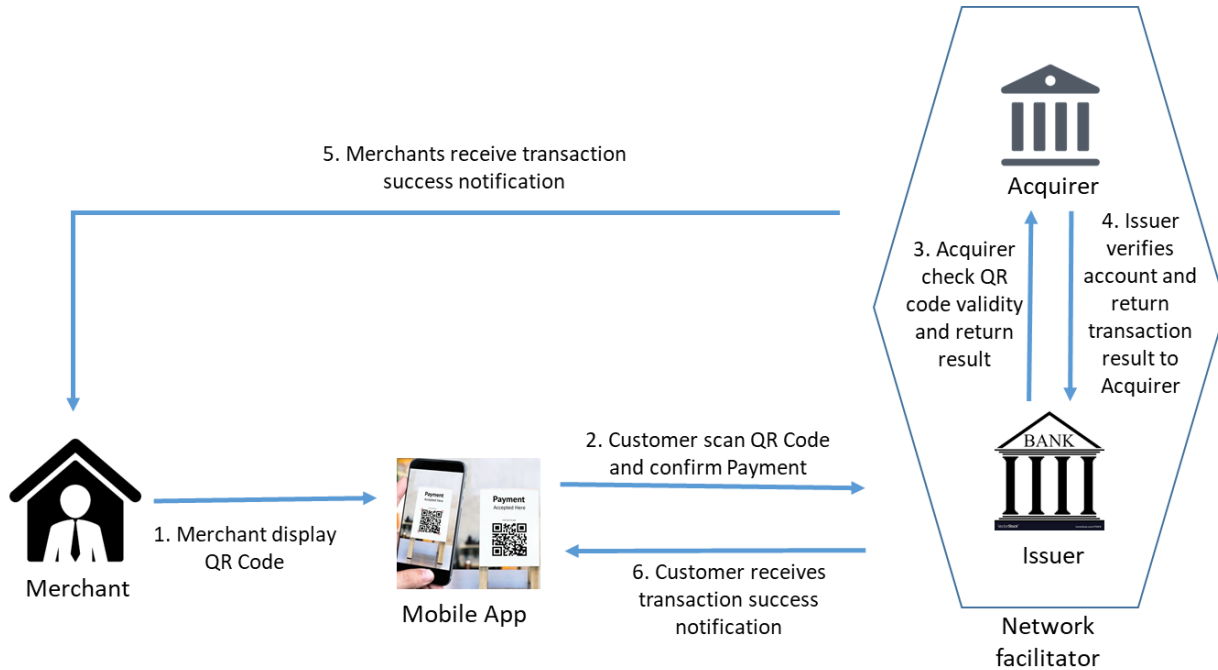 5. Merchants receive transaction
success notification
Acquirer
3. Acquirer
check QR
code validity
and return
result
4. Issuer
verifies
account and
return
transaction
result to
Acquirer
BANK
Issuer
Network
facilitator
2. Customer scan QR Code
and confirm Payment
Payment
Accepted Here
Payment
Accepted Here
1. Merchant display
QR Code
6. Customer receives
transaction success
notification
Merchant
Mobile App